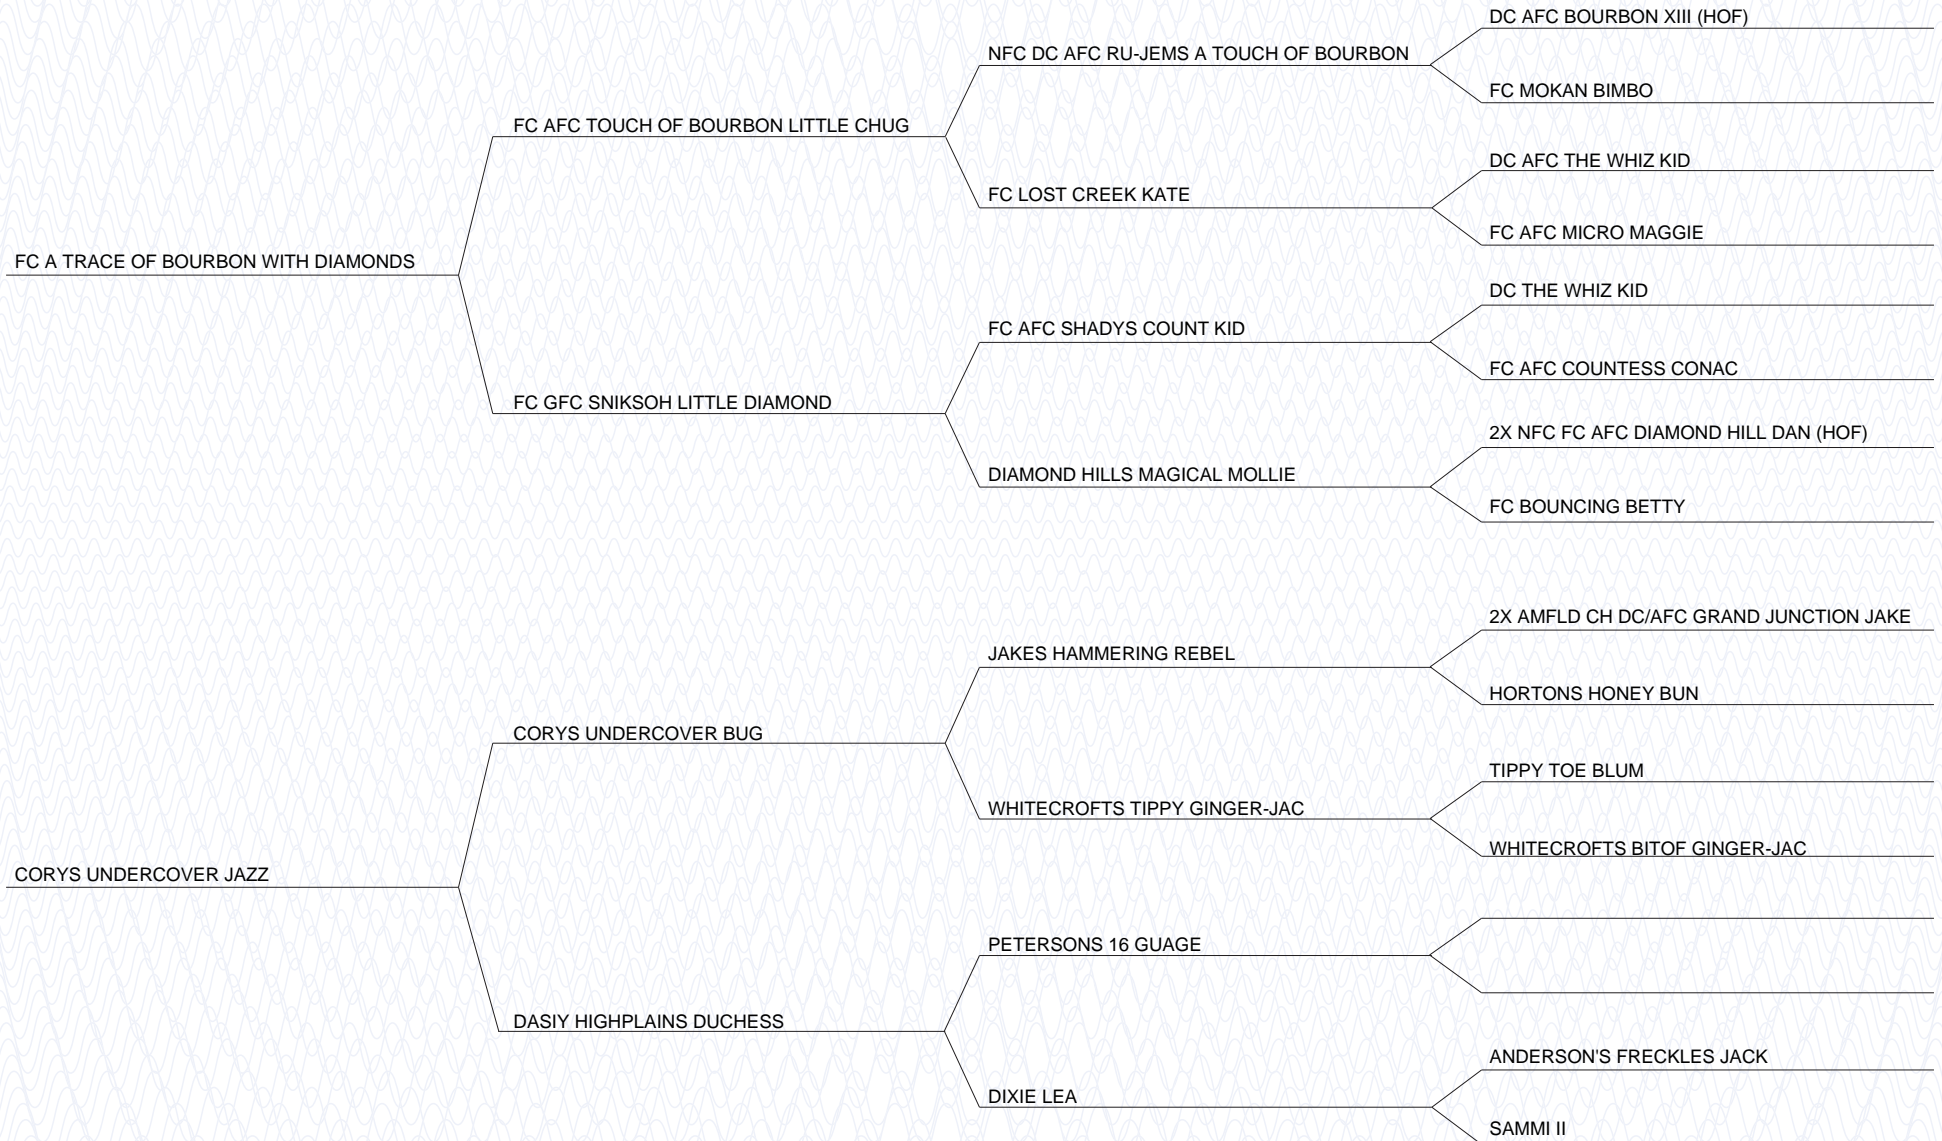 DC AFC BOURBON XIII (HOF)
NFC DC AFC RU-JEMS A TOUCH OF BOURBON
FC MOKAN BIMBO
FC AFC TOUCH OF BOURBON LITTLE CHUG
DC AFC THE WHIZ KID
FC LOST CREEK KATE
FC AFC MICRO MAGGIE
FC A TRACE OF BOURBON WITH DIAMONDS
DC THE WHIZ KID
FC AFC SHADYS COUNT KID
FC AFC COUNTESS CONAC
FC GFC SNIKSOH LITTLE DIAMOND
2X NFC FC AFC DIAMOND HILL DAN (HOF)
DIAMOND HILLS MAGICAL MOLLIE
FC BOUNCING BETTY
2X AMFLD CH DC/AFC GRAND JUNCTION JAKE
JAKES HAMMERING REBEL
HORTONS HONEY BUN
CORYS UNDERCOVER BUG
TIPPY TOE BLUM
WHITECROFTS TIPPY GINGER-JAC
WHITECROFTS BITOF GINGER-JAC
CORYS UNDERCOVER JAZZ
PETERSONS 16 GUAGE
DASIY HIGHPLAINS DUCHESS
ANDERSON'S FRECKLES JACK
DIXIE LEA
SAMMI II